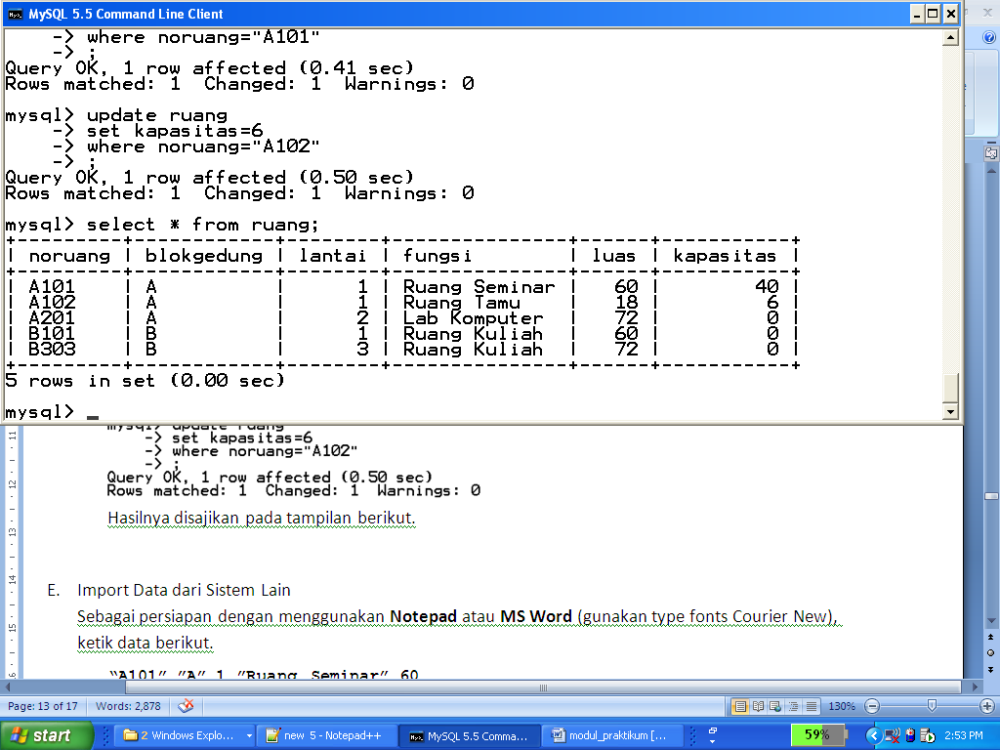 MySQL 5.5 Command Line Client
-> where noruang="A101"
-> ;
Query OK, 1 row affected (0.41 sec)
Rows matched: 1  Changed: 1  Warnings: 0
mysql> update ruang
-> set kapasitas=6
-> where noruang="A102"
-> ;
Query OK, 1 row affected (0.50 sec)
Rows matched: 1  Changed: 1  Warnings: 0
mysql> select * from ruang;
+---------+------------+--------+---------------+------+-----------+
| noruang | blokgedung | lantai | fungsi        | luas | kapasitas |
+---------+------------+--------+---------------+------+-----------+
| A101    | A          |      1 | Ruang Seminar |   60 |        40 |
| A102    | A          |      1 | Ruang Tamu    |   18 |         6 |
| A201    | A          |      2 | Lab Komputer  |   72 |         0 |
| B101    | B          |      1 | Ruang Kuliah  |   60 |         0 |
| B303    | B          |      3 | Ruang Kuliah  |   72 |         0 |
+---------+------------+--------+---------------+------+-----------+
5 rows in set (0.00 sec)
mysql> _
mysql> update ruang
-> set kapasitas=6
-> where noruang="A102"
-> ;
Query OK, 1 row affected (0.50 sec)
Rows matched: 1  Changed: 1  Warnings: 0
Hasilnya disajikan pada tampilan berikut.
E. Import Data dari Sistem Lain
Sebagai persiapan dengan menggunakan Notepad atau MS Word (gunakan type fonts Courier New),
ketik data berikut.
"A101" "A" 1 "Ruang Seminar" 60
11
12
13
14
15
Page: 13 of 17 Words: 2,878 130%
start 2 Windows Explo... new 5 - Notepad++ MySQL 5.5 Comma... modul_praktikum [... 59% 2:53 PM